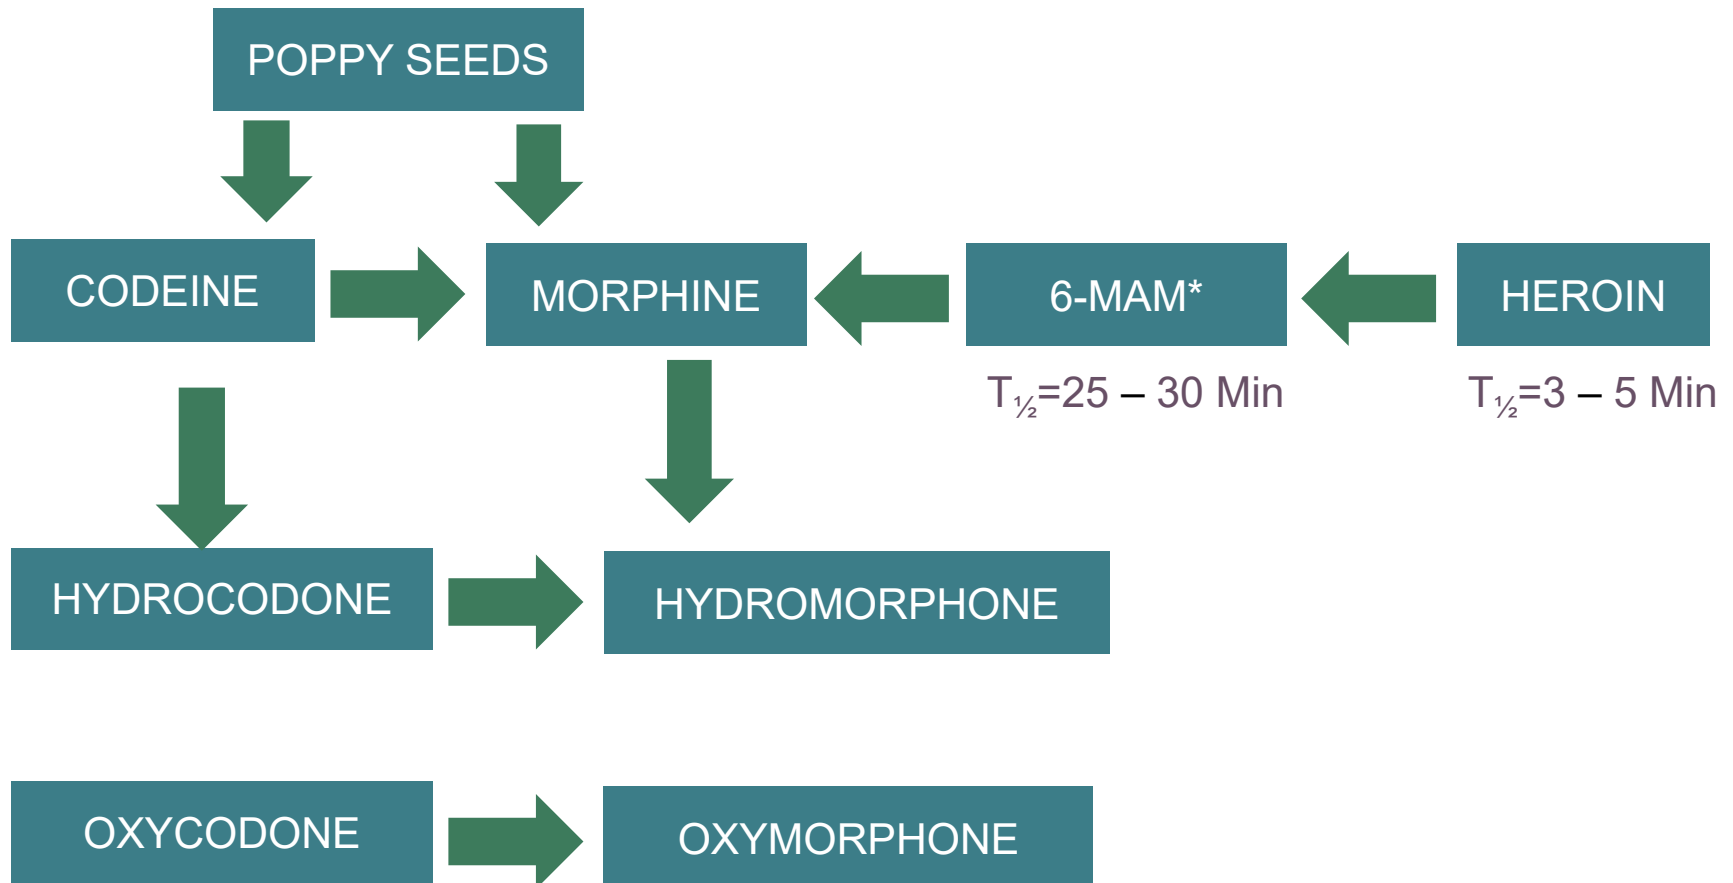 POPPY SEEDS
CODEINE
MORPHINE
6-MAM*
HEROIN
T½=25 – 30 Min
T½=3 – 5 Min
HYDROCODONE
HYDROMORPHONE
OXYCODONE
OXYMORPHONE